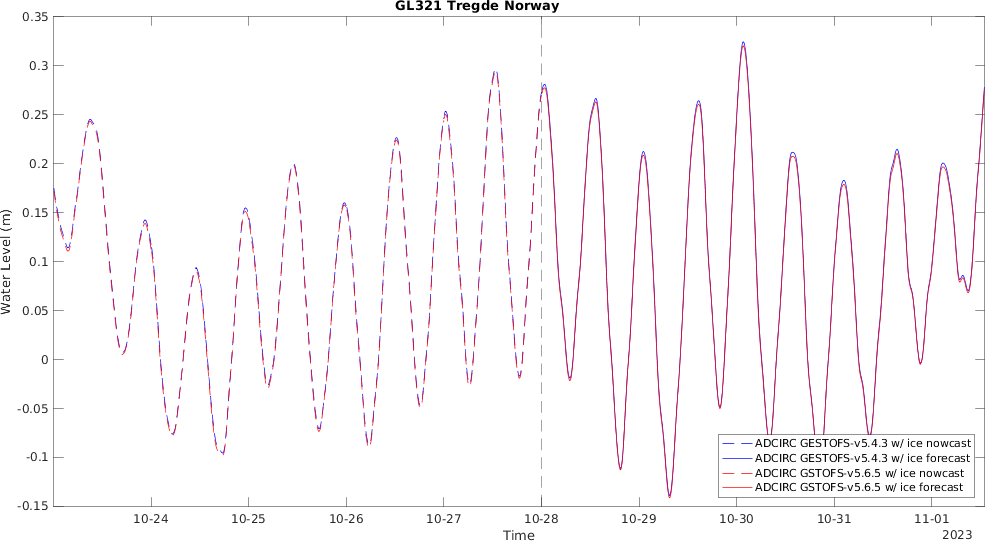 GL321 Tregde Norway
0.35
0.3
0.25
0.2
0.15
0.1
0.05
0
-0.05
-0.1
-0.15
Water Level (m)
ADCIRC GESTOFS-v5.4.3 w/ ice nowcast
ADCIRC GESTOFS-v5.4.3 w/ ice forecast
ADCIRC GSTOFS-v5.6.5 w/ ice nowcast
ADCIRC GSTOFS-v5.6.5 w/ ice forecast
10-24 10-25 10-26 10-27 10-28 10-29 10-30 10-31 11-01
Time
2023